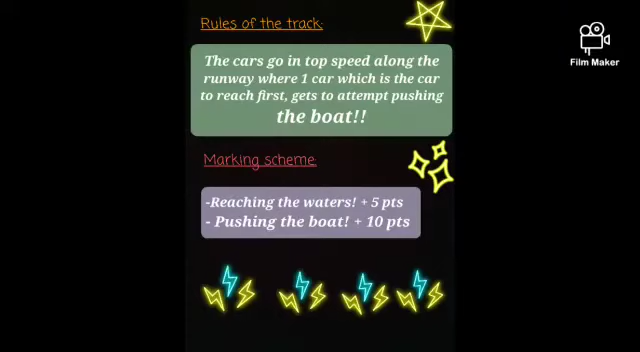 Rules of the track:
The cars go in top speed along the
runway where 1 car which is the car
to reach first, gets to attempt pushing
the boat!!
Marking scheme:
-Reaching the waters! + 5 pts
- Pushing the boat! + 10 pts
Film Maker